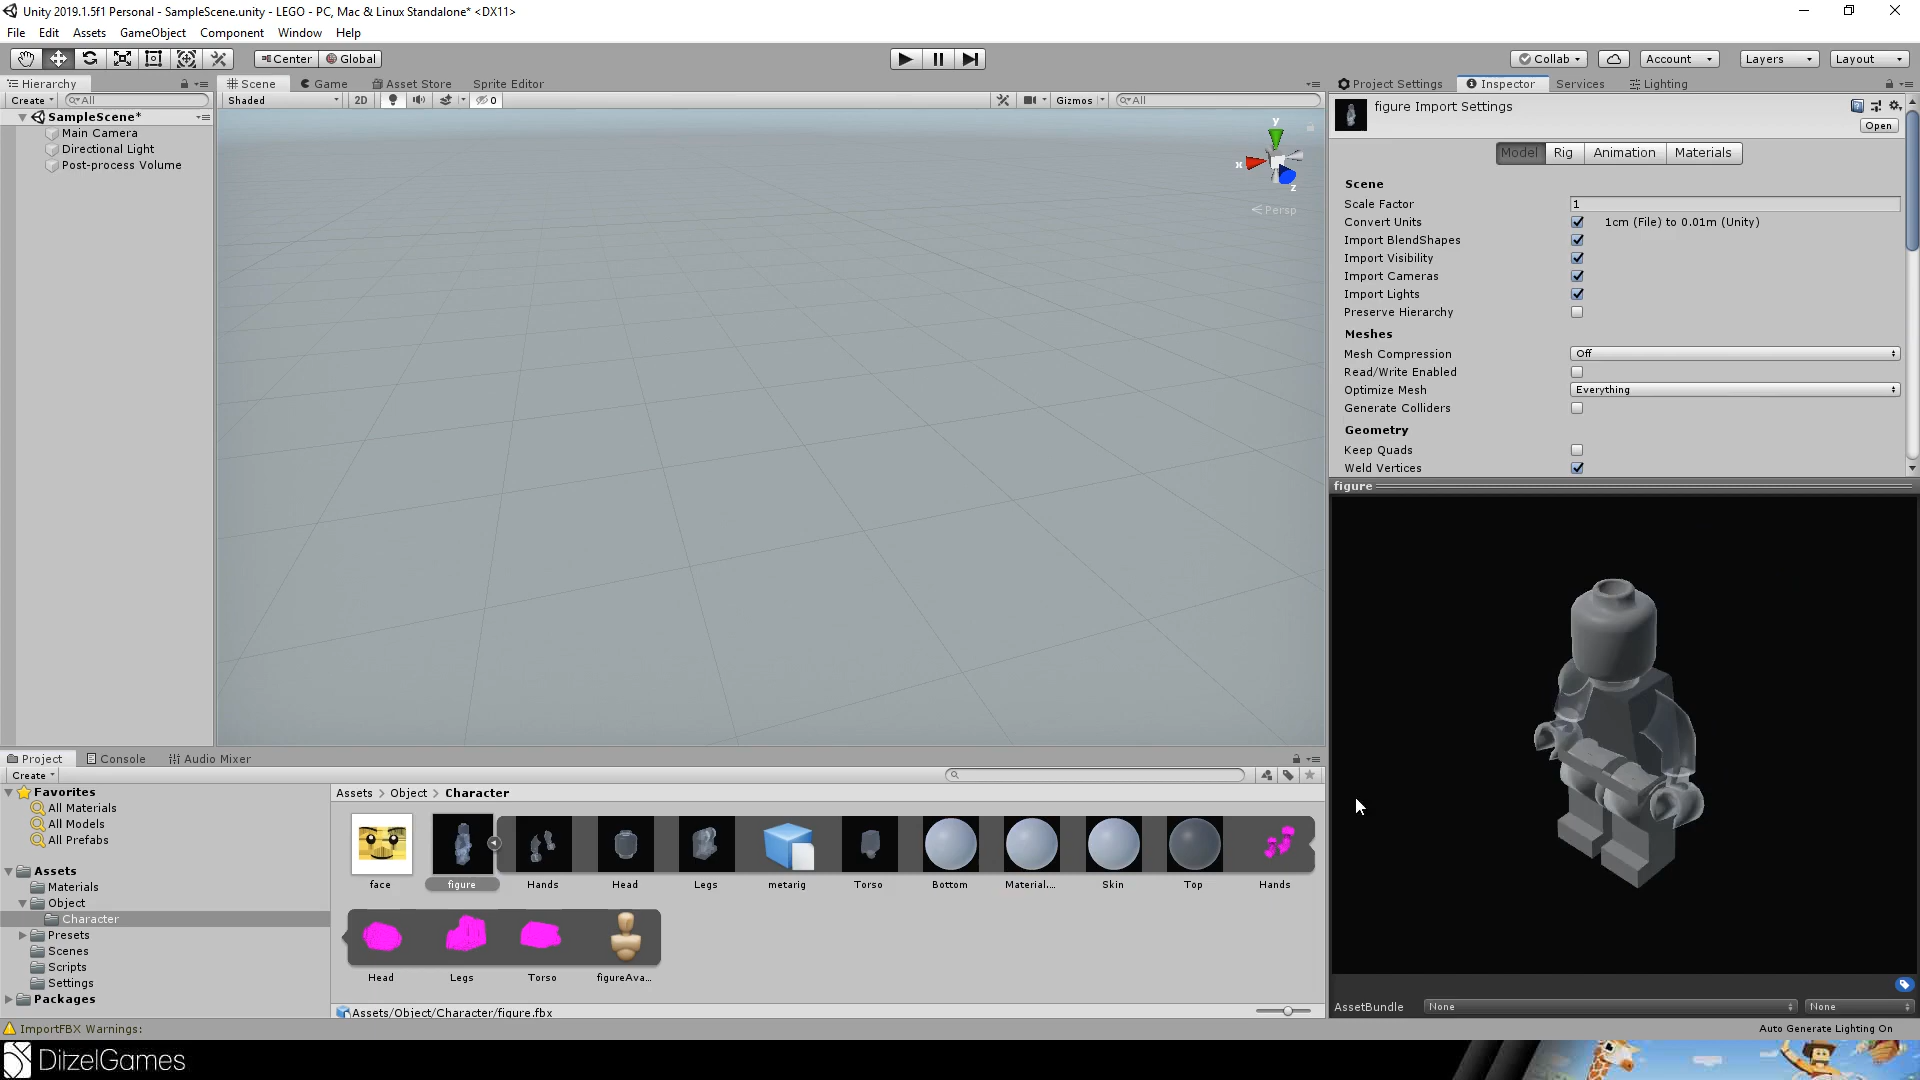 Unity 2019.1.5f1 Personal - SampleScene.unity - LEGO - PC, Mac & Linux Standalone* <DX11>
File Edit Assets GameObject Component Window Help
Center Global Collab Account Layers Layout
Hierarchy Scene Game Asset Store Sprite Editor Project Settings Inspector Services Lighting
Create All Shaded 2D 0 Gizmos All
SampleScene*
Main Camera
Directional Light
Post-process Volume
y
x
z
Persp
figure Import Settings
Open
Model Rig Animation Materials
Scene
Scale Factor 1
Convert Units 1cm (File) to 0.01m (Unity)
Import BlendShapes
Import Visibility
Import Cameras
Import Lights
Preserve Hierarchy
Meshes
Mesh Compression Off
Read/Write Enabled
Optimize Mesh Everything
Generate Colliders
Geometry
Keep Quads
Weld Vertices
figure
Project Console Audio Mixer
Create
Favorites
All Materials
All Models
All Prefabs
Assets
Materials
Object
Character
Presets
Scenes
Scripts
Settings
Packages
Assets > Object > Character
face figure Hands Head Legs metarig Torso Bottom Material.... Skin Top Hands
Head Legs Torso figureAva...
Assets/Object/Character/figure.fbx
AssetBundle None None
ImportFBX Warnings:
Auto Generate Lighting On
DitzelGames